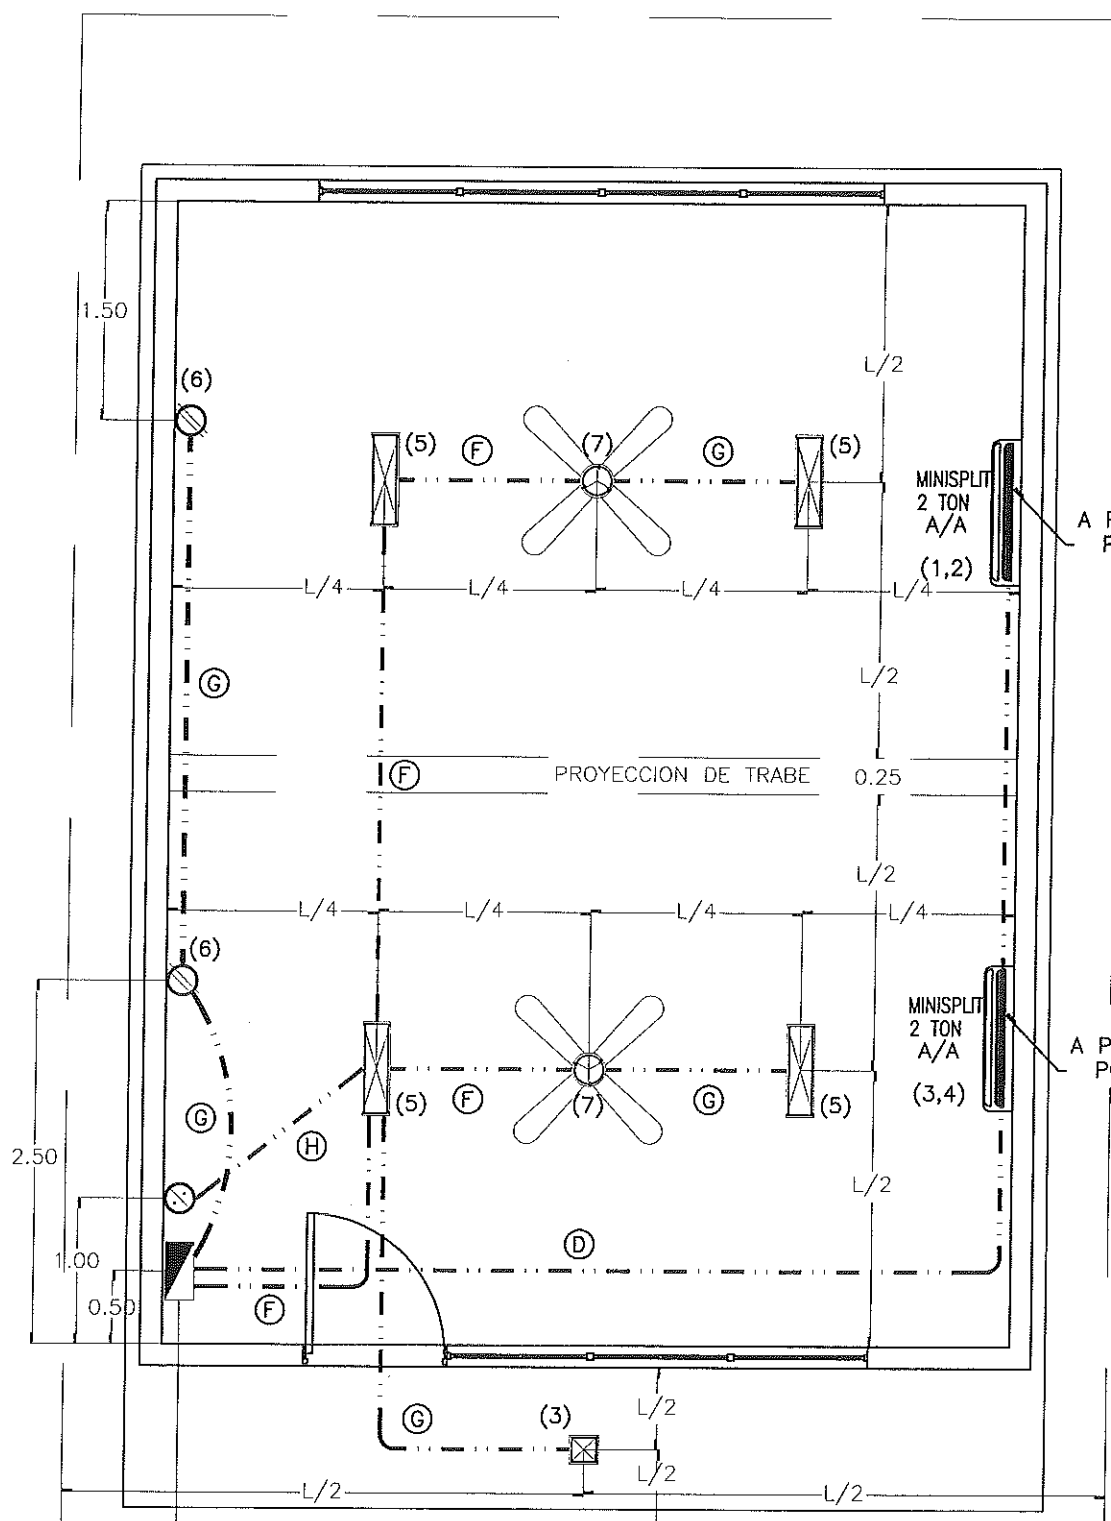 1.50
L/2
(6)
(5)
F
(7)
G
(5)
MINISPLIT
2 TON
A/A
(1,2)
A
L/4
L/4
L/4
L/4
G
L/2
F
PROYECCION DE TRABE
0.25
L/2
L/4
L/4
L/4
L/4
(6)
MINISPLIT
2 TON
A/A
(3,4)
A
G
H
(5)
F
(7)
G
(5)
2.50
L/2
1.00
D
0.50
F
G
(3)
L/2
L/2
L/2
L/2